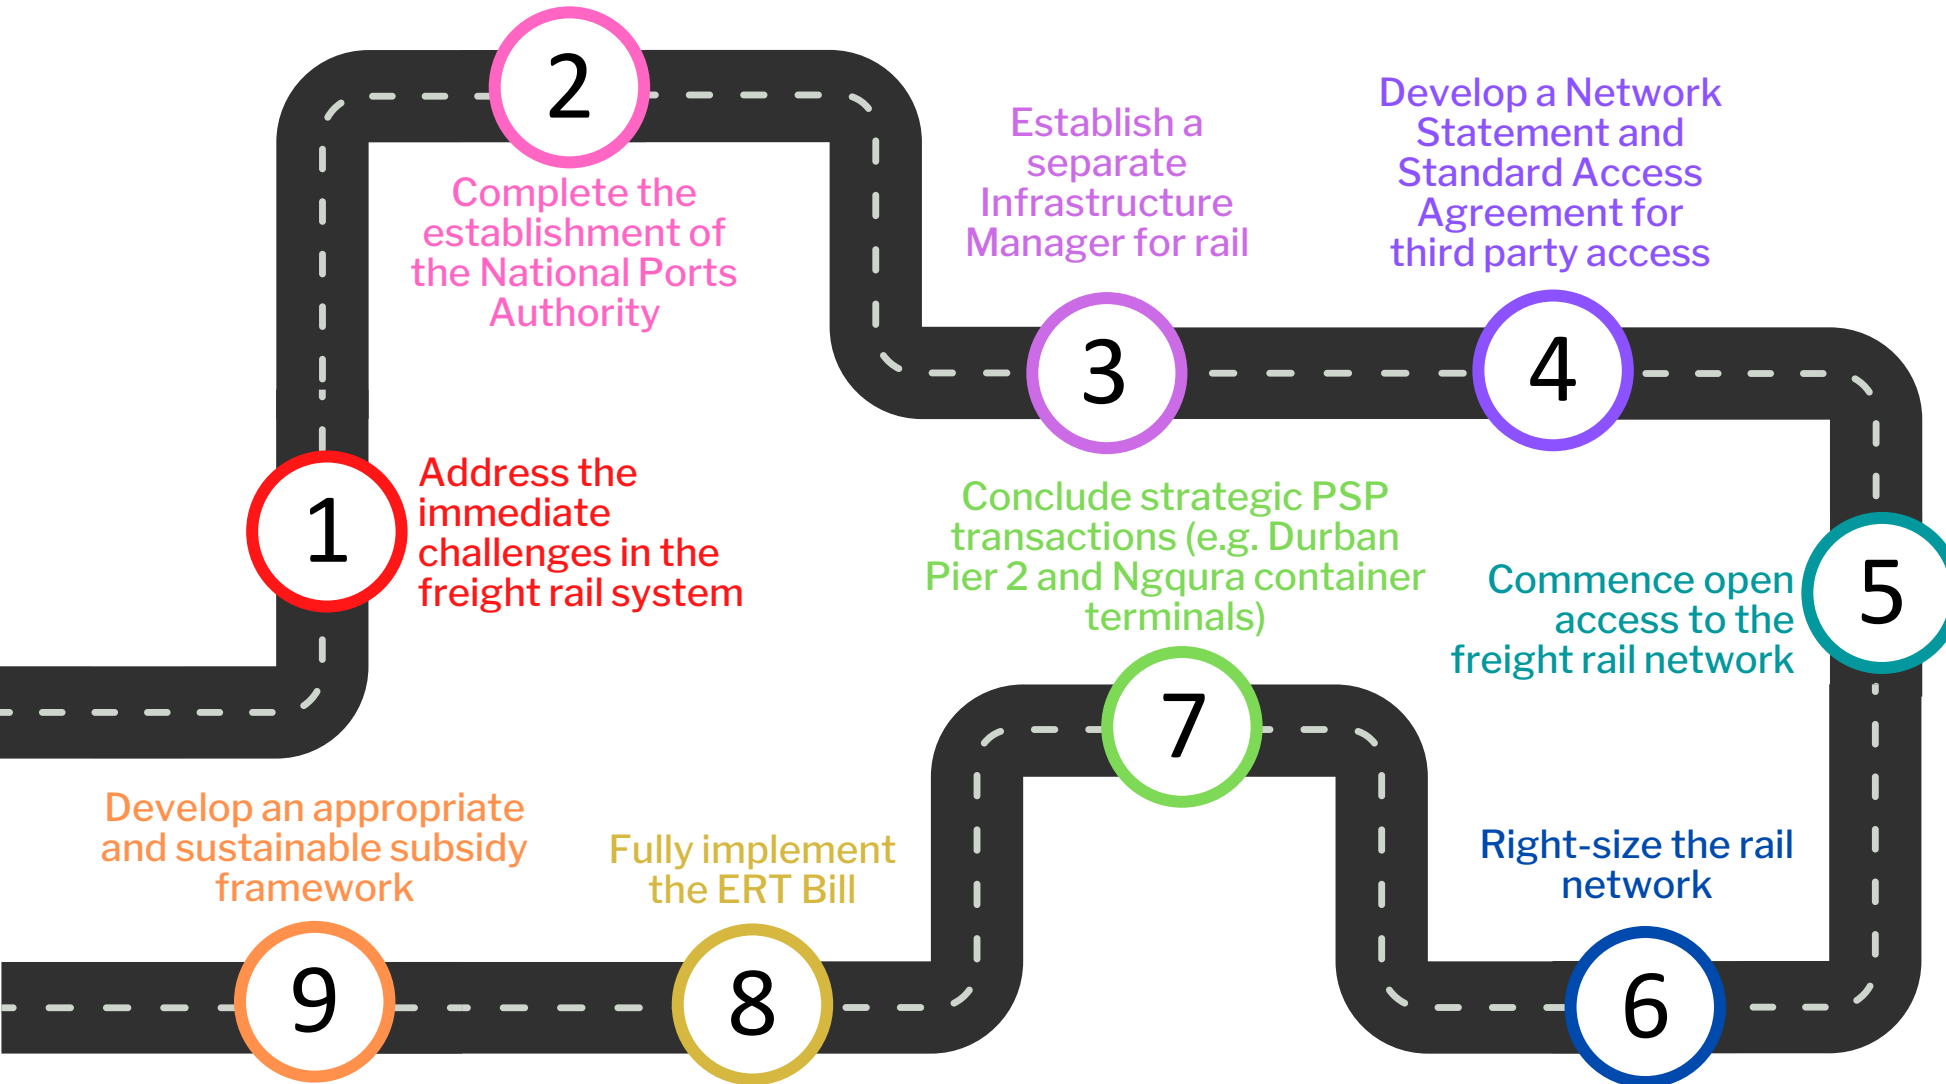 1
Address the
immediate
challenges in the
freight rail system
2
Complete the
establishment of
the National Ports
Authority
3
Establish a
separate
Infrastructure
Manager for rail
4
Develop a Network
Statement and
Standard Access
Agreement for
third party access
5
Commence open
access to the
freight rail network
6
Right-size the rail
network
7
Conclude strategic PSP
transactions (e.g. Durban
Pier 2 and Ngqura container
terminals)
8
Fully implement
the ERT Bill
9
Develop an appropriate
and sustainable subsidy
framework